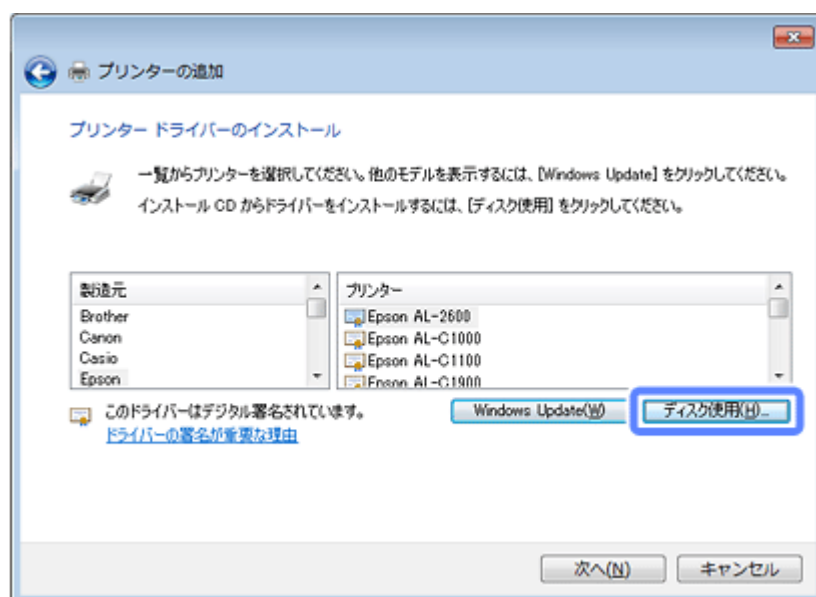 プリンターの追加
プリンター ドライバーのインストール
一覧からプリンターを選択してください。他のモデルを表示するには、[Windows Update] をクリックしてください。
インストール CD からドライバーをインストールするには、[ディスク使用] をクリックしてください。
製造元
Brother
Canon
Casio
Epson
プリンター
Epson AL-2600
Epson AL-C1000
Epson AL-C1100
Epson AL-C1900
このドライバーはデジタル署名されています。
ドライバーの署名が重要な理由
Windows Update(W)
ディスク使用(H)...
次へ(N)
キャンセル